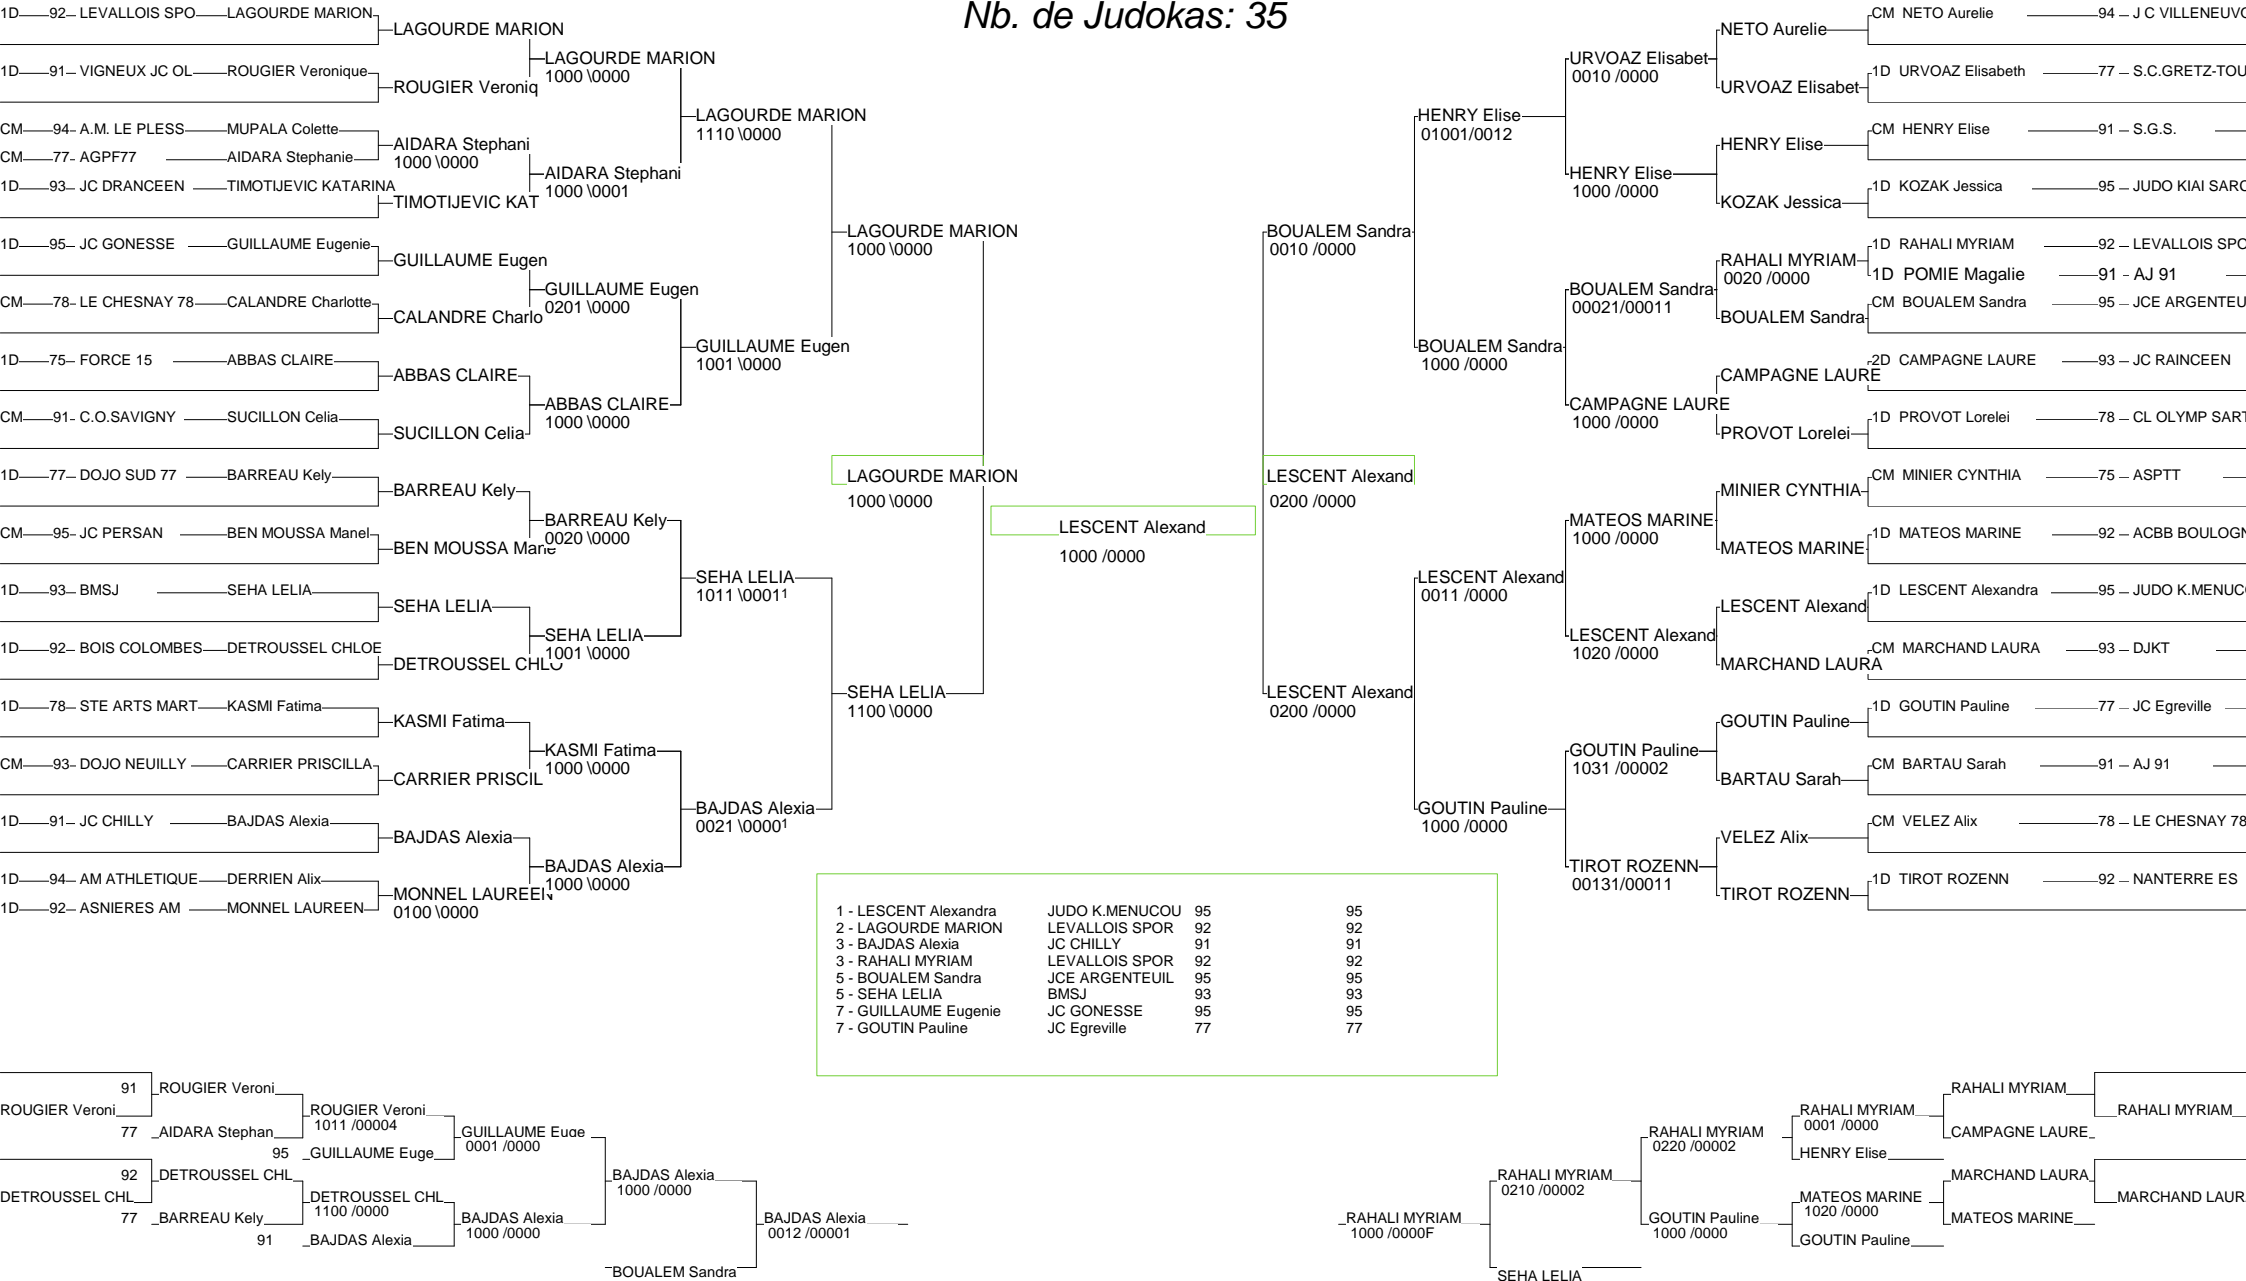 Nb. de Judokas: 35
1D 92 LEVALLOIS SPO LAGOURDE MARION
1D 91 VIGNEUX JC OL ROUGIER Veronique
CM 94 A.M. LE PLESS MUPALA Colette
CM 77 AGPF77 AIDARA Stephanie
1D 93 JC DRANCEEN TIMOTIJEVIC KATARINA
1D 95 JC GONESSE GUILLAUME Eugenie
CM 78 LE CHESNAY 78 CALANDRE Charlotte
1D 75 FORCE 15 ABBAS CLAIRE
CM 91 C.O.SAVIGNY SUCILLON Celia
1D 77 DOJO SUD 77 BARREAU Kely
CM 95 JC PERSAN BEN MOUSSA Manel
1D 93 BMSJ SEHA LELIA
1D 92 BOIS COLOMBES DETROUSSEL CHLOE
1D 78 STE ARTS MART KASMI Fatima
CM 93 DOJO NEUILLY CARRIER PRISCILLA
1D 91 JC CHILLY BAJDAS Alexia
1D 94 AM ATHLETIQUE DERRIEN Alix
1D 92 ASNIERES AM MONNEL LAUREEN
LAGOURDE MARION
ROUGIER Veroniq
AIDARA Stephani
1000 \0000
TIMOTIJEVIC KAT
GUILLAUME Eugen
CALANDRE Charlo
ABBAS CLAIRE
SUCILLON Celia
BARREAU Kely
BEN MOUSSA Mane
SEHA LELIA
DETROUSSEL CHLO
KASMI Fatima
CARRIER PRISCIL
BAJDAS Alexia
MONNEL LAUREEN
0100 \0000
LAGOURDE MARION
1000 \0000
AIDARA Stephani
1000 \0001
GUILLAUME Eugen
0201 \0000
ABBAS CLAIRE
1000 \0000
BARREAU Kely
0020 \0000
SEHA LELIA
1001 \0000
KASMI Fatima
1000 \0000
BAJDAS Alexia
1000 \0000
LAGOURDE MARION
1110 \0000
GUILLAUME Eugen
1001 \0000
SEHA LELIA
1011 \00011
BAJDAS Alexia
0021 \00001
LAGOURDE MARION
1000 \0000
SEHA LELIA
1100 \0000
LAGOURDE MARION
1000 \0000
LESCENT Alexand
1000 /0000
LESCENT Alexand
0200 /0000
BOUALEM Sandra
0010 /0000
LESCENT Alexand
0200 /0000
HENRY Elise
01001/0012
BOUALEM Sandra
1000 /0000
LESCENT Alexand
0011 /0000
GOUTIN Pauline
1000 /0000
URVOAZ Elisabet
0010 /0000
HENRY Elise
1000 /0000
BOUALEM Sandra
00021/00011
CAMPAGNE LAURE
1000 /0000
MATEOS MARINE
1000 /0000
LESCENT Alexand
1020 /0000
GOUTIN Pauline
1031 /00002
TIROT ROZENN
00131/00011
NETO Aurelie
URVOAZ Elisabet
HENRY Elise
KOZAK Jessica
RAHALI MYRIAM
0020 /0000
BOUALEM Sandra
CAMPAGNE LAURE
PROVOT Lorelei
MINIER CYNTHIA
MATEOS MARINE
LESCENT Alexand
MARCHAND LAURA
GOUTIN Pauline
BARTAU Sarah
VELEZ Alix
TIROT ROZENN
CM NETO Aurelie 94 J C VILLENEUV
1D URVOAZ Elisabeth 77 S.C.GRETZ-TOU
CM HENRY Elise 91 S.G.S.
1D KOZAK Jessica 95 JUDO KIAI SARC
1D RAHALI MYRIAM 92 LEVALLOIS SPO
1D POMIE Magalie 91 - AJ 91
CM BOUALEM Sandra 95 JCE ARGENTEU
2D CAMPAGNE LAURE 93 JC RAINCEEN
1D PROVOT Lorelei 78 CL OLYMP SART
CM MINIER CYNTHIA 75 ASPTT
1D MATEOS MARINE 92 ACBB BOULOGN
1D LESCENT Alexandra 95 JUDO K.MENUC
CM MARCHAND LAURA 93 DJKT
1D GOUTIN Pauline 77 JC Egreville
CM BARTAU Sarah 91 AJ 91
CM VELEZ Alix 78 LE CHESNAY 78
1D TIROT ROZENN 92 NANTERRE ES
1 - LESCENT Alexandra JUDO K.MENUCOU 95 95
2 - LAGOURDE MARION LEVALLOIS SPOR 92 92
3 - BAJDAS Alexia JC CHILLY 91 91
3 - RAHALI MYRIAM LEVALLOIS SPOR 92 92
5 - BOUALEM Sandra JCE ARGENTEUIL 95 95
5 - SEHA LELIA BMSJ 93 93
7 - GUILLAUME Eugenie JC GONESSE 95 95
7 - GOUTIN Pauline JC Egreville 77 77
ROUGIER Veroni
DETROUSSEL CHL
91 ROUGIER Veroni
77 AIDARA Stephan
92 DETROUSSEL CHL
77 BARREAU Kely
ROUGIER Veroni
1011 /00004
95 GUILLAUME Euge
DETROUSSEL CHL
1100 /0000
91 BAJDAS Alexia
GUILLAUME Euge
0001 /0000
BAJDAS Alexia
1000 /0000
BAJDAS Alexia
1000 /0000
BOUALEM Sandra
BAJDAS Alexia
0012 /00001
RAHALI MYRIAM
1000 /0000F
RAHALI MYRIAM
0210 /00002
SEHA LELIA
RAHALI MYRIAM
0220 /00002
GOUTIN Pauline
1000 /0000
RAHALI MYRIAM
0001 /0000
HENRY Elise
MATEOS MARINE
1020 /0000
GOUTIN Pauline
RAHALI MYRIAM
CAMPAGNE LAURE
MARCHAND LAURA
MATEOS MARINE
RAHALI MYRIAM
MARCHAND LAUR